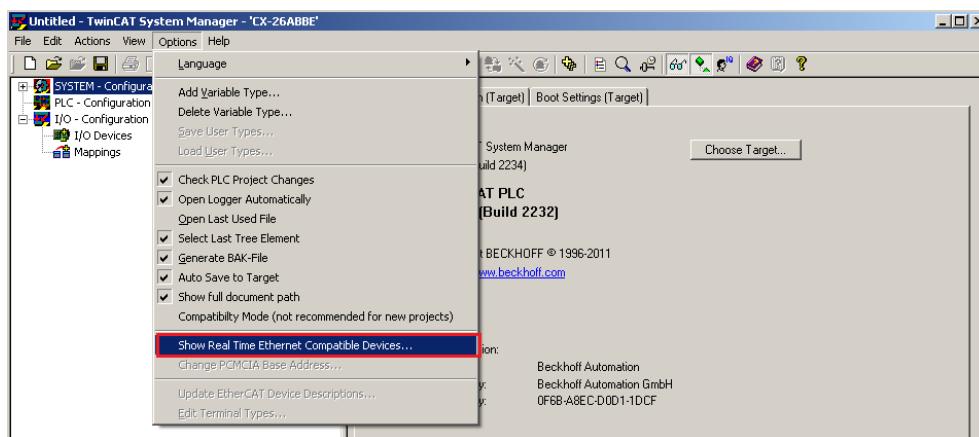 Untitled - TwinCAT System Manager - 'CX-26ABBE'
File Edit Actions View Options Help
SYSTEM - Configura
PLC - Configuration
I/O - Configuration
I/O Devices
Mappings
Language
Add Variable Type...
Delete Variable Type...
Save User Types...
Load User Types...
Check PLC Project Changes
Open Logger Automatically
Open Last Used File
Select Last Tree Element
Generate BAK-File
Auto Save to Target
Show full document path
Compatibilty Mode (not recommended for new projects)
Show Real Time Ethernet Compatible Devices...
Change PCMCIA Base Address...
Update EtherCAT Device Descriptions...
Edit Terminal Types...
(Target) Boot Settings (Target)
System Manager
Choose Target...
uild 2234)
AT PLC
(Build 2232)
t BECKHOFF © 1996-2011
ww.beckhoff.com
ion:
Beckhoff Automation
y: Beckhoff Automation GmbH
y: 0F6B-A8EC-D0D1-1DCF